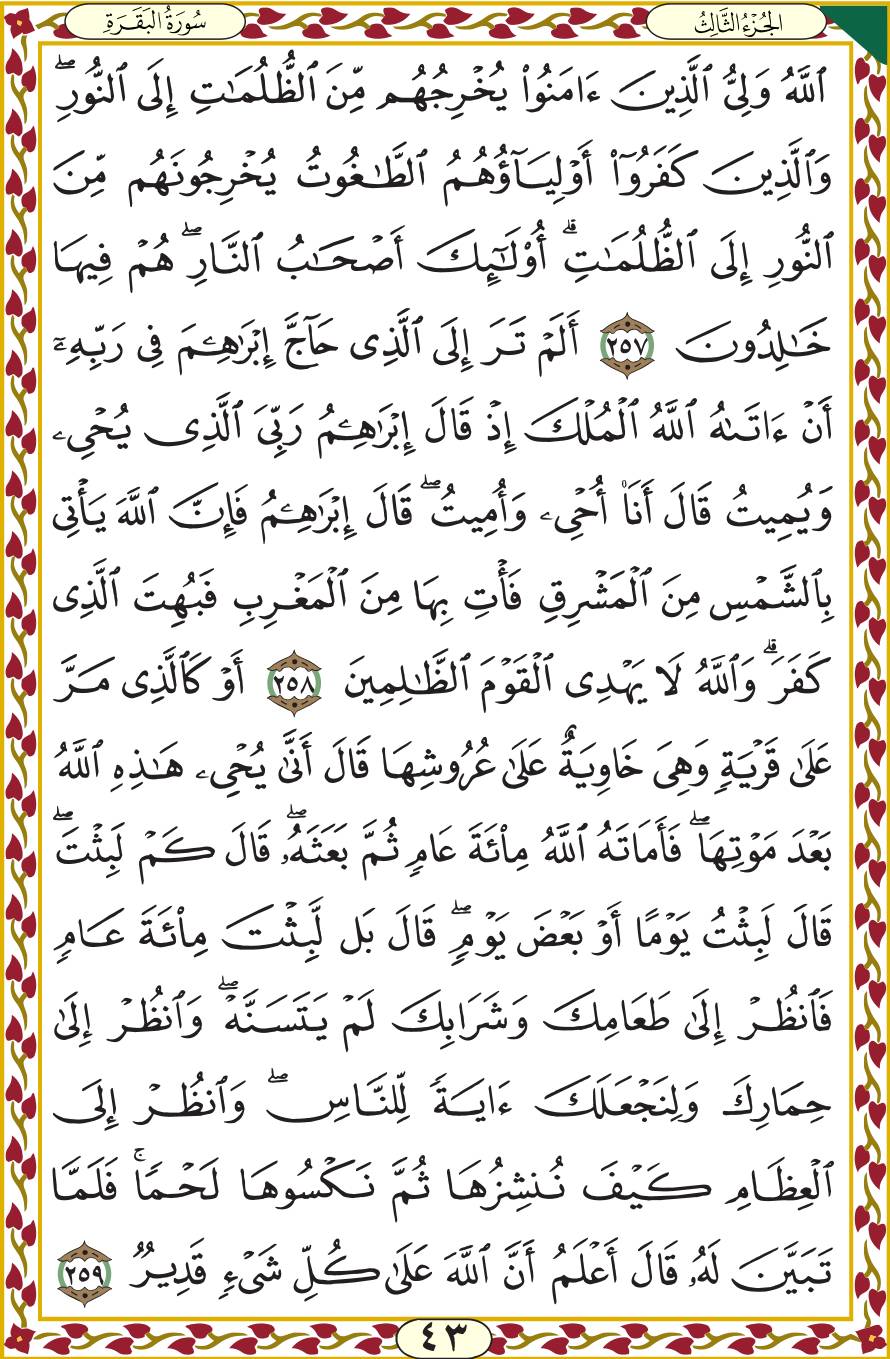 الجُزْءُ الثَّالِثُ
سُورَةُ البَقَرَةِ
ٱللَّهُ وَلِىُّ ٱلَّذِينَ ءَامَنُوا۟ يُخْرِجُهُم مِّنَ ٱلظُّلُمَـٰتِ إِلَى ٱلنُّورِ ۖ
وَٱلَّذِينَ كَفَرُوٓا۟ أَوْلِيَآؤُهُمُ ٱلطَّـٰغُوتُ يُخْرِجُونَهُم مِّنَ
ٱلنُّورِ إِلَى ٱلظُّلُمَـٰتِ ۗ أُو۟لَـٰٓئِكَ أَصْحَـٰبُ ٱلنَّارِ ۖ هُمْ فِيهَا
خَـٰلِدُونَ ٢٥٧ أَلَمْ تَرَ إِلَى ٱلَّذِى حَآجَّ إِبْرَٰهِـۧمَ فِى رَبِّهِۦٓ
أَنْ ءَاتَىٰهُ ٱللَّهُ ٱلْمُلْكَ إِذْ قَالَ إِبْرَٰهِـۧمُ رَبِّىَ ٱلَّذِى يُحْىِۦ
وَيُمِيتُ قَالَ أَنَا۠ أُحْىِۦ وَأُمِيتُ ۖ قَالَ إِبْرَٰهِـۧمُ فَإِنَّ ٱللَّهَ يَأْتِى
بِٱلشَّمْسِ مِنَ ٱلْمَشْرِقِ فَأْتِ بِهَا مِنَ ٱلْمَغْرِبِ فَبُهِتَ ٱلَّذِى
كَفَرَ ۗ وَٱللَّهُ لَا يَهْدِى ٱلْقَوْمَ ٱلظَّـٰلِمِينَ ٢٥٨ أَوْ كَٱلَّذِى مَرَّ
عَلَىٰ قَرْيَةٍ وَهِىَ خَاوِيَةٌ عَلَىٰ عُرُوشِهَا قَالَ أَنَّىٰ يُحْىِۦ هَـٰذِهِ ٱللَّهُ
بَعْدَ مَوْتِهَا ۖ فَأَمَاتَهُ ٱللَّهُ مِا۟ئَةَ عَامٍ ثُمَّ بَعَثَهُۥ ۖ قَالَ كَمْ لَبِثْتَ ۖ
قَالَ لَبِثْتُ يَوْمًا أَوْ بَعْضَ يَوْمٍ ۖ قَالَ بَل لَّبِثْتَ مِا۟ئَةَ عَامٍ
فَٱنظُرْ إِلَىٰ طَعَامِكَ وَشَرَابِكَ لَمْ يَتَسَنَّهْ ۖ وَٱنظُرْ إِلَىٰ
حِمَارِكَ وَلِنَجْعَلَكَ ءَايَةً لِّلنَّاسِ ۖ وَٱنظُرْ إِلَى
ٱلْعِظَامِ كَيْفَ نُنشِزُهَا ثُمَّ نَكْسُوهَا لَحْمًا ۚ فَلَمَّا
تَبَيَّنَ لَهُۥ قَالَ أَعْلَمُ أَنَّ ٱللَّهَ عَلَىٰ كُلِّ شَىْءٍ قَدِيرٌ ٢٥٩
٤٣